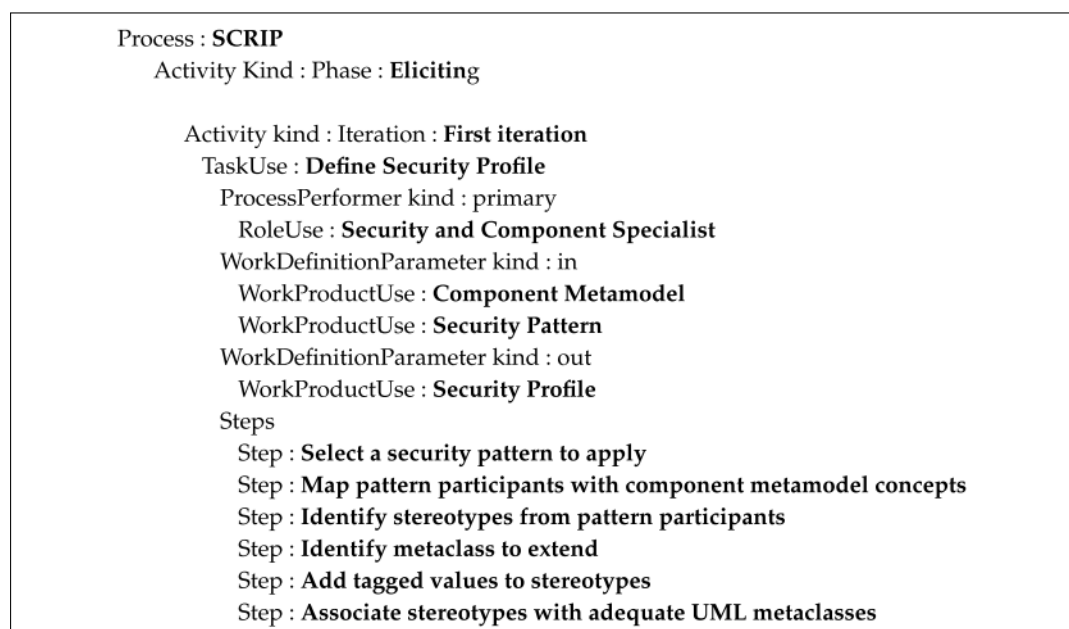 Process : SCRIP
Activity Kind : Phase : Eliciting
Activity kind : Iteration : First iteration
TaskUse : Define Security Profile
ProcessPerformer kind : primary
RoleUse : Security and Component Specialist
WorkDefinitionParameter kind : in
WorkProductUse : Component Metamodel
WorkProductUse : Security Pattern
WorkDefinitionParameter kind : out
WorkProductUse : Security Profile
Steps
Step : Select a security pattern to apply
Step : Map pattern participants with component metamodel concepts
Step : Identify stereotypes from pattern participants
Step : Identify metaclass to extend
Step : Add tagged values to stereotypes
Step : Associate stereotypes with adequate UML metaclasses